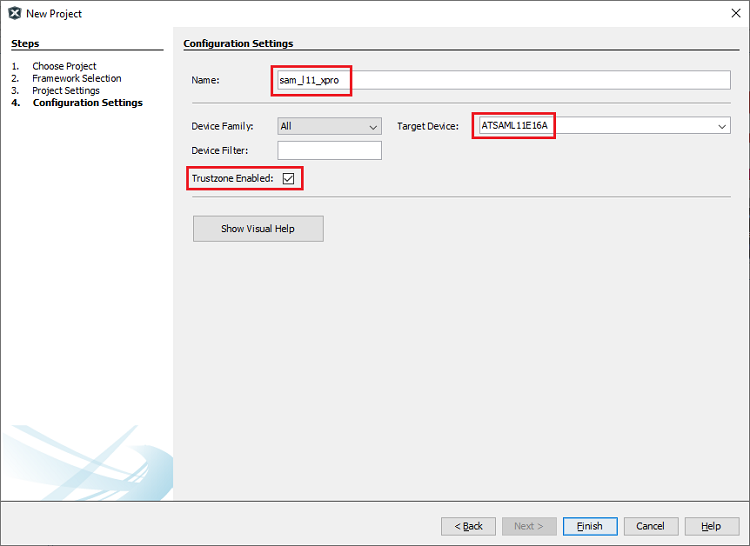 New Project
Steps
1. Choose Project
2. Framework Selection
3. Project Settings
4. Configuration Settings
Configuration Settings
Name: sam_l11_xpro
Device Family: All Target Device: ATSAML11E16A
Device Filter:
Trustzone Enabled:
Show Visual Help
< Back Next > Finish Cancel Help